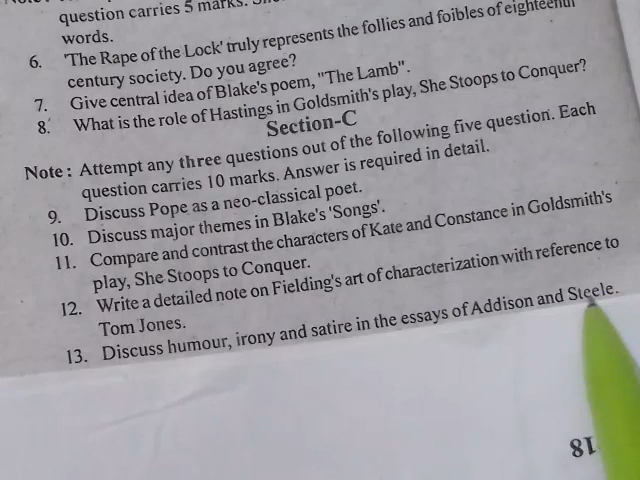 question carries 5 marks.
words.
6. 'The Rape of the Lock' truly represents the follies and foibles of eighteenth
century society. Do you agree?
7. Give central idea of Blake's poem, "The Lamb".
8. What is the role of Hastings in Goldsmith's play, She Stoops to Conquer?
Section-C
Note : Attempt any three questions out of the following five question. Each
question carries 10 marks. Answer is required in detail.
9. Discuss Pope as a neo-classical poet.
10. Discuss major themes in Blake's 'Songs'.
11. Compare and contrast the characters of Kate and Constance in Goldsmith's
play, She Stoops to Conquer.
12. Write a detailed note on Fielding's art of characterization with reference to
Tom Jones.
13. Discuss humour, irony and satire in the essays of Addison and Steele.
18